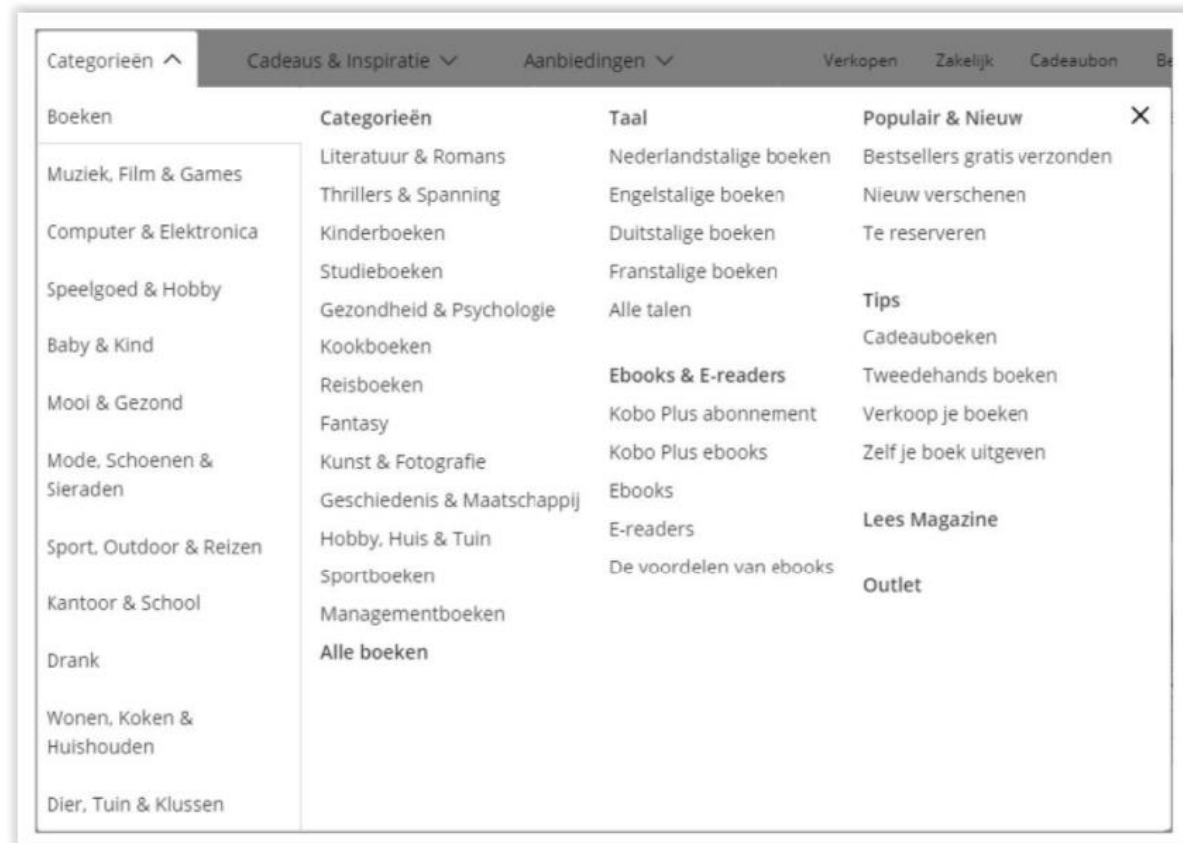 Categorieën
Cadeaus & Inspiratie
Aanbiedingen
Verkopen
Zakelijk
Cadeaubon
Be
Boeken
Muziek, Film & Games
Computer & Elektronica
Speelgoed & Hobby
Baby & Kind
Mooi & Gezond
Mode, Schoenen &
Sieraden
Sport, Outdoor & Reizen
Kantoor & School
Drank
Wonen, Koken &
Huishouden
Dier, Tuin & Klussen
Categorieën
Literatuur & Romans
Thrillers & Spanning
Kinderboeken
Studieboeken
Gezondheid & Psychologie
Kookboeken
Reisboeken
Fantasy
Kunst & Fotografie
Geschiedenis & Maatschappij
Hobby, Huis & Tuin
Sportboeken
Managementboeken
Alle boeken
Taal
Nederlandstalige boeken
Engelstalige boeken
Duitstalige boeken
Franstalige boeken
Alle talen
Ebooks & E-readers
Kobo Plus abonnement
Kobo Plus ebooks
Ebooks
E-readers
De voordelen van ebooks
Populair & Nieuw
Bestsellers gratis verzonden
Nieuw verschenen
Te reserveren
Tips
Cadeauboeken
Tweedehands boeken
Verkoop je boeken
Zelf je boek uitgeven
Lees Magazine
Outlet